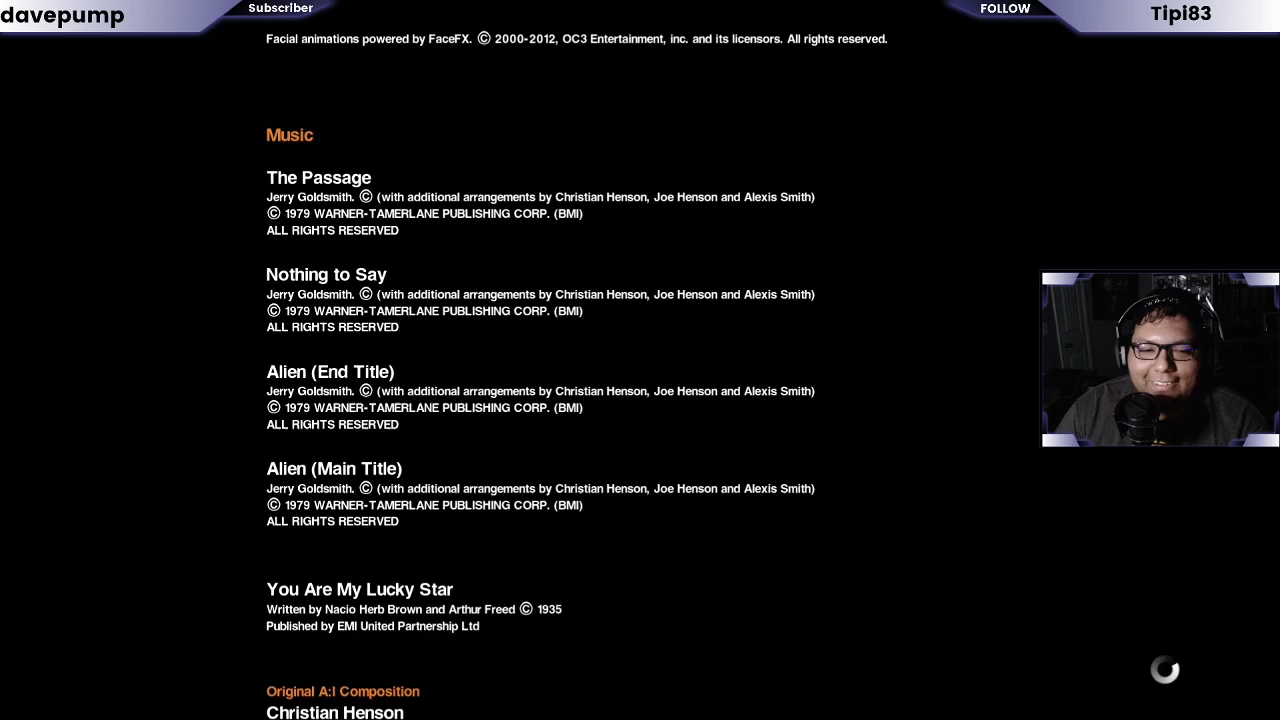 davepump
Subscriber
FOLLOW
Tipi83
Facial animations powered by FaceFX. © 2000-2012, OC3 Entertainment, inc. and its licensors. All rights reserved.
Music
The Passage
Jerry Goldsmith. © (with additional arrangements by Christian Henson, Joe Henson and Alexis Smith)
© 1979 WARNER-TAMERLANE PUBLISHING CORP. (BMI)
ALL RIGHTS RESERVED
Nothing to Say
Jerry Goldsmith. © (with additional arrangements by Christian Henson, Joe Henson and Alexis Smith)
© 1979 WARNER-TAMERLANE PUBLISHING CORP. (BMI)
ALL RIGHTS RESERVED
Alien (End Title)
Jerry Goldsmith. © (with additional arrangements by Christian Henson, Joe Henson and Alexis Smith)
© 1979 WARNER-TAMERLANE PUBLISHING CORP. (BMI)
ALL RIGHTS RESERVED
Alien (Main Title)
Jerry Goldsmith. © (with additional arrangements by Christian Henson, Joe Henson and Alexis Smith)
© 1979 WARNER-TAMERLANE PUBLISHING CORP. (BMI)
ALL RIGHTS RESERVED
You Are My Lucky Star
Written by Nacio Herb Brown and Arthur Freed © 1935
Published by EMI United Partnership Ltd
Original A:I Composition
Christian Henson